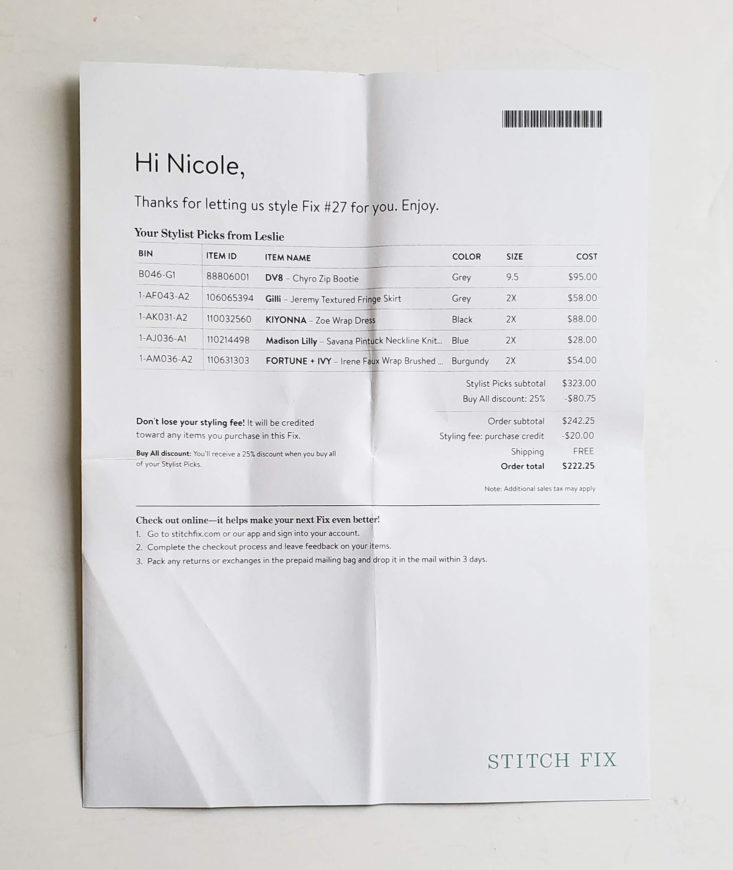 Hi Nicole,
Thanks for letting us style Fix #27 for you. Enjoy.
Your Stylist Picks from Leslie
BIN ITEM ID ITEM NAME COLOR SIZE COST
B046-G1 88806001 DV8 – Chyro Zip Bootie Grey 9.5 $95.00
1-AF043-A2 106065394 Gilli – Jeremy Textured Fringe Skirt Grey 2X $58.00
1-AK031-A2 110032560 KIYONNA – Zoe Wrap Dress Black 2X $88.00
1-AJ036-A1 110214498 Madison Lilly – Savana Pintuck Neckline Knit... Blue 2X $28.00
1-AM036-A2 110631303 FORTUNE + IVY – Irene Faux Wrap Brushed ... Burgundy 2X $54.00
Stylist Picks subtotal $323.00
Buy All discount: 25% -$80.75
Order subtotal $242.25
Styling fee: purchase credit -$20.00
Shipping FREE
Order total $222.25
Note: Additional sales tax may apply
Don't lose your styling fee! It will be credited
toward any items you purchase in this Fix.
Buy All discount: You'll receive a 25% discount when you buy all
of your Stylist Picks.
Check out online—it helps make your next Fix even better!
1. Go to stitchfix.com or our app and sign into your account.
2. Complete the checkout process and leave feedback on your items.
3. Pack any returns or exchanges in the prepaid mailing bag and drop it in the mail within 3 days.
STITCH FIX